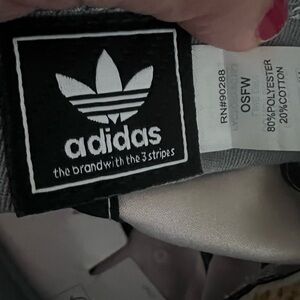 adidas
the brand with the 3 stripes
RN#90288
OSFW
80%POLYESTER
20%COTTON